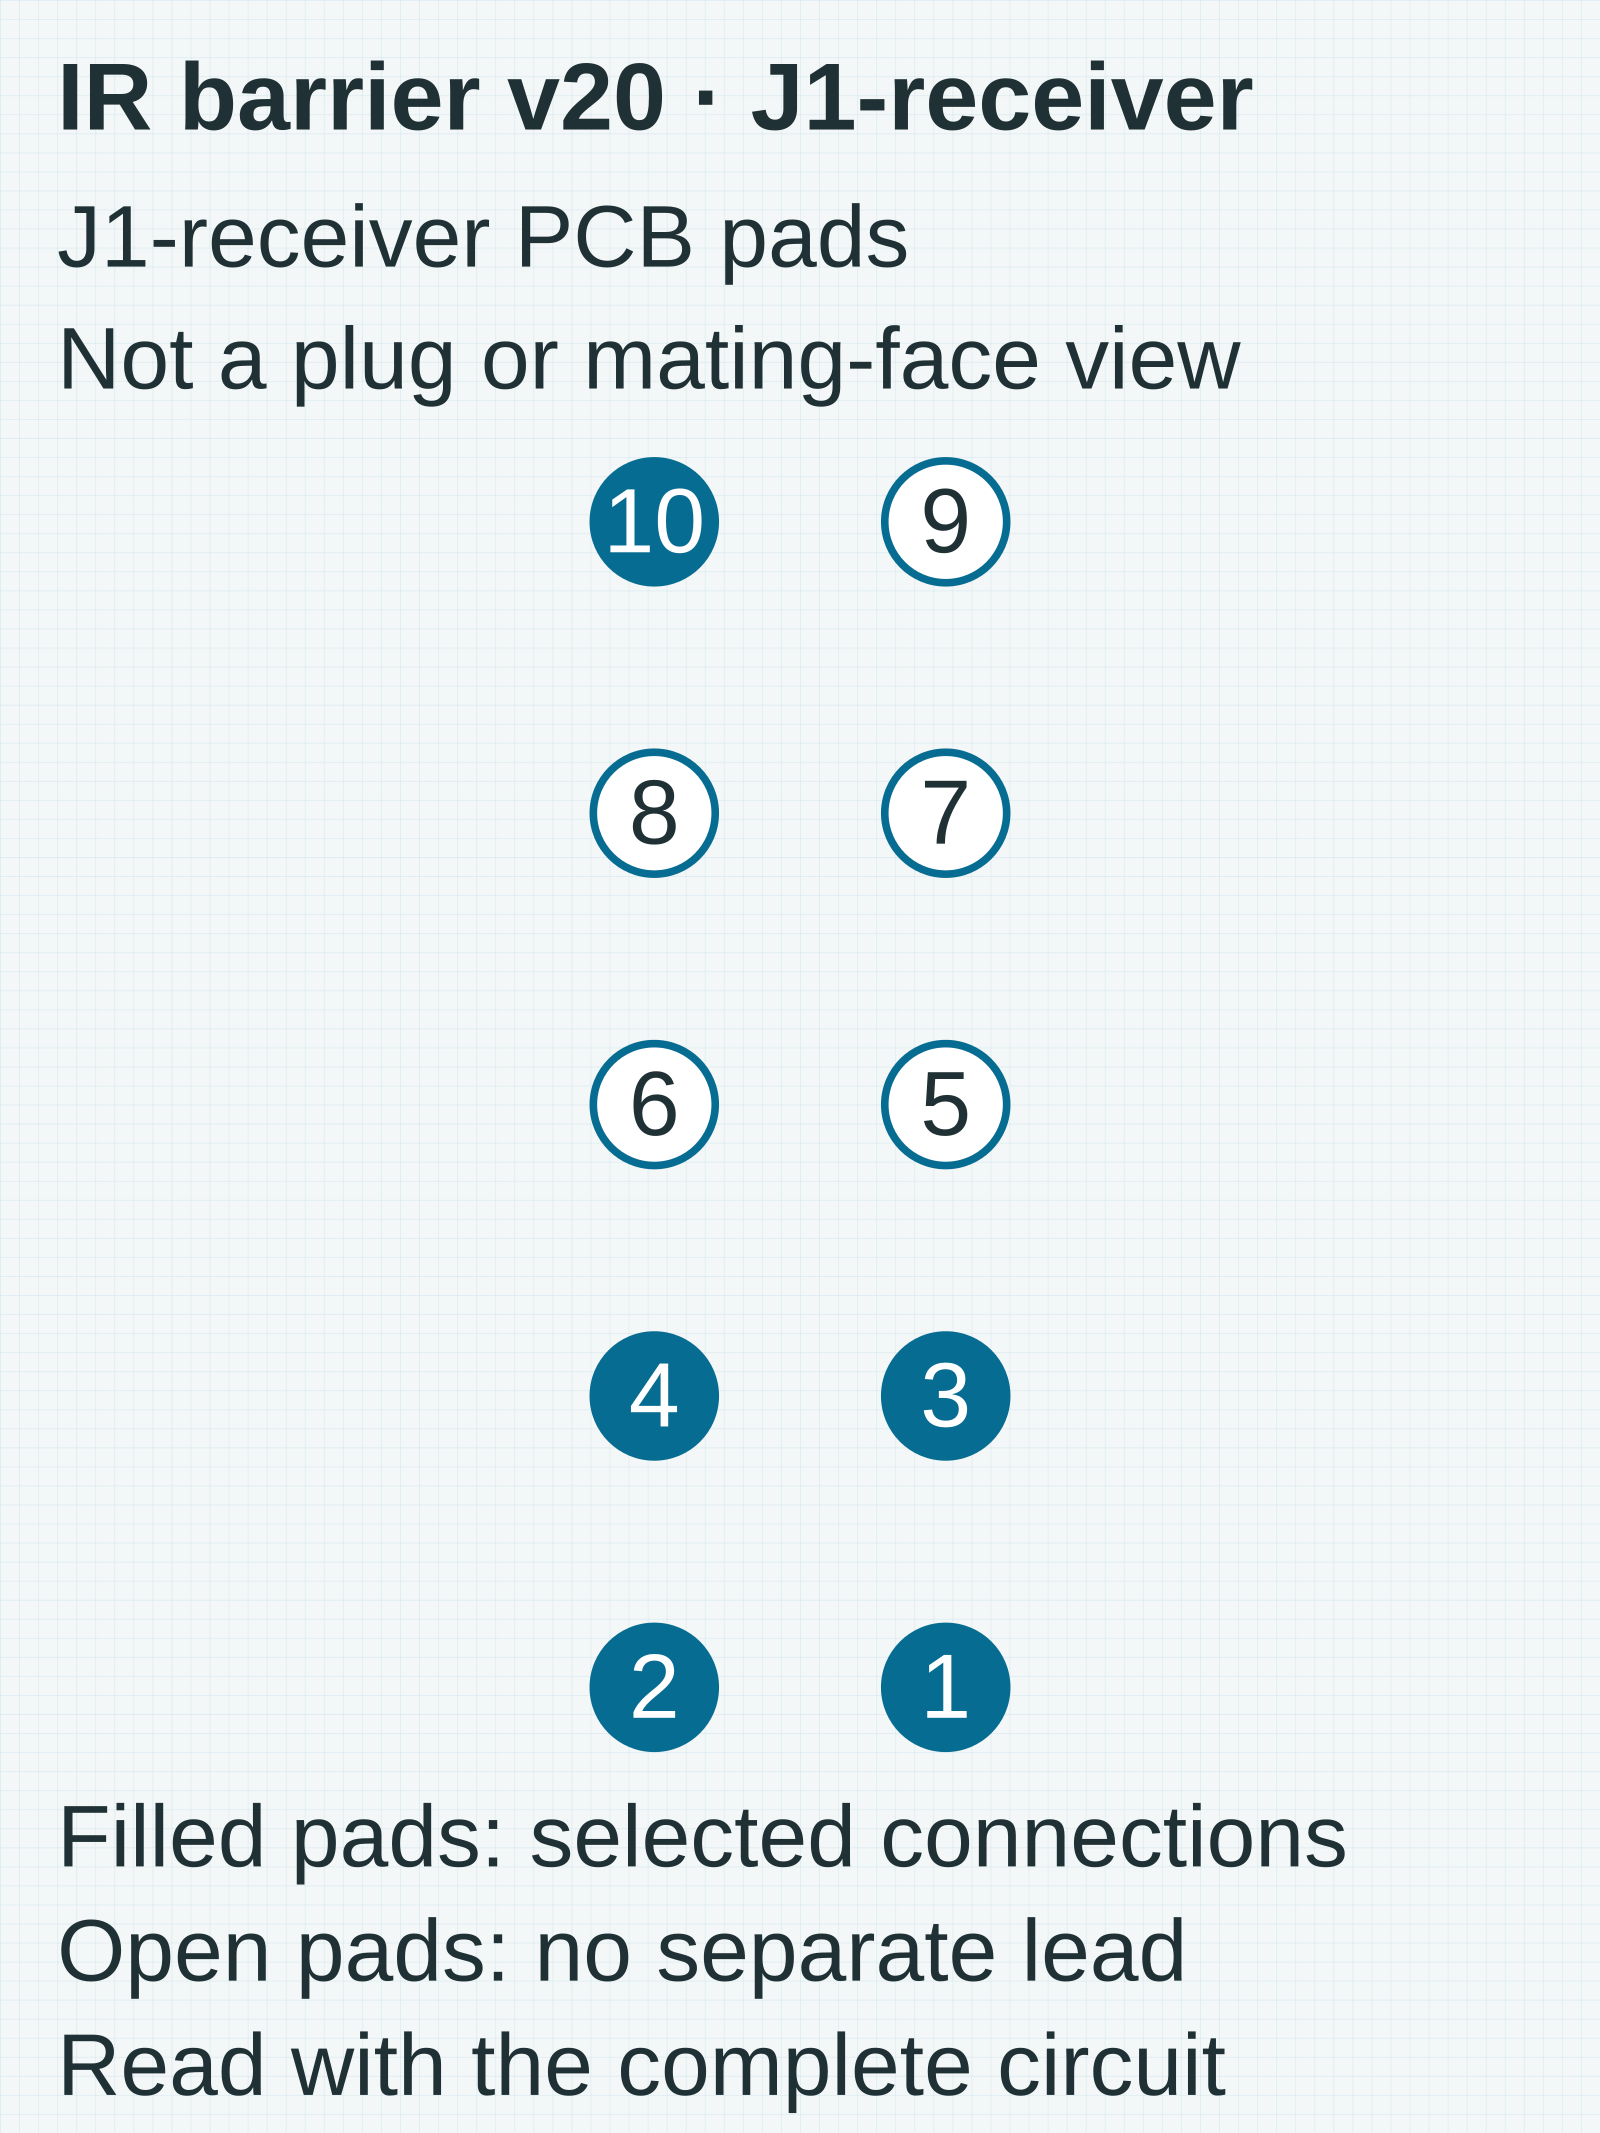 IR barrier v20 · J1-receiver
J1-receiver PCB pads
Not a plug or mating-face view
10 9
8 7
6 5
4 3
2 1
Filled pads: selected connections
Open pads: no separate lead
Read with the complete circuit